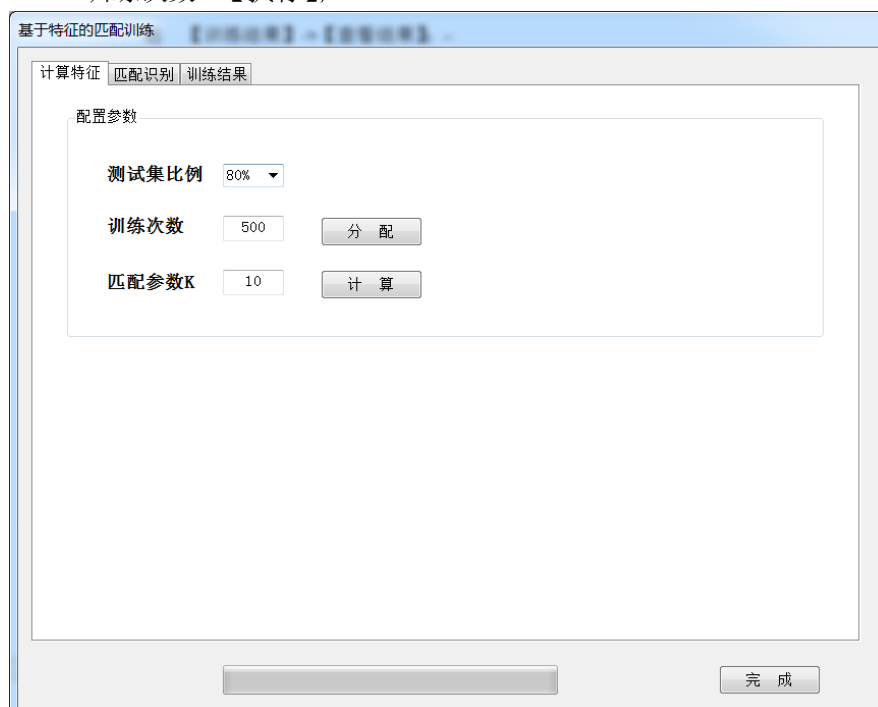 基于特征的匹配训练
计算特征 匹配识别 训练结果
配置参数
测试集比例 80%
训练次数 500 分 配
匹配参数K 10 计 算
完 成